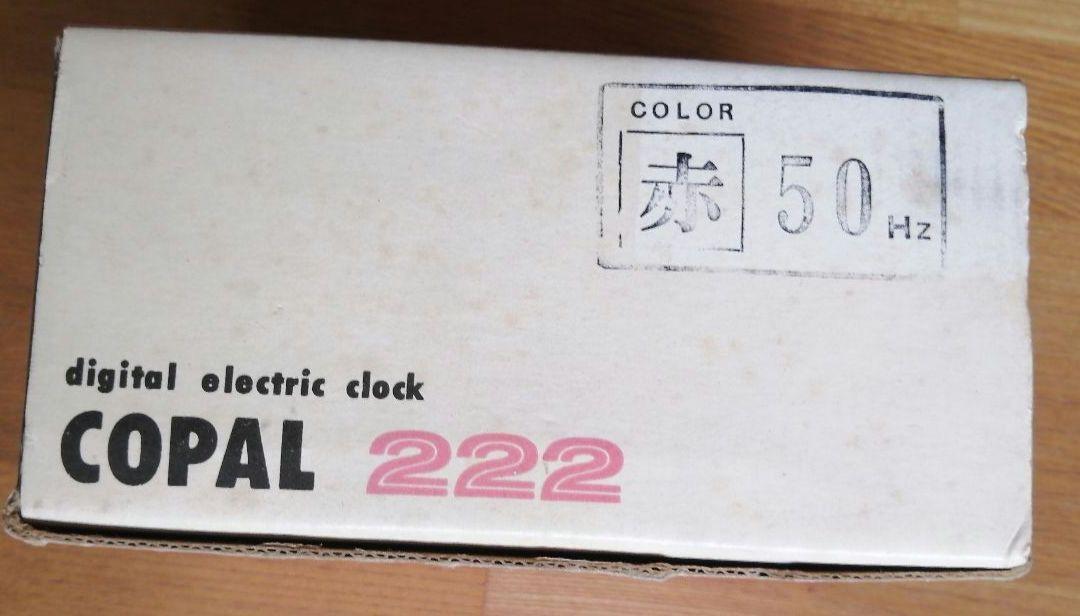 COLOR
赤 50 Hz
digital electric clock
COPAL 222